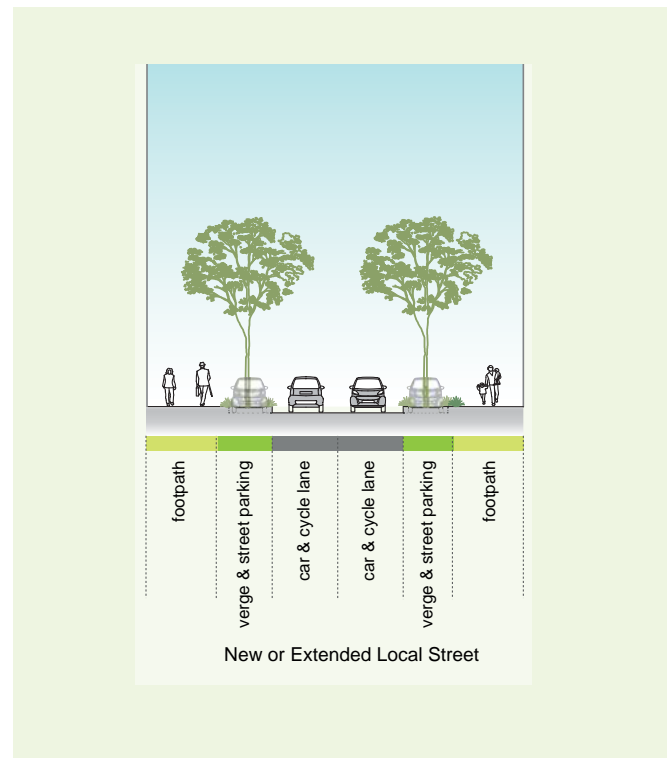 footpath
verge & street parking
car & cycle lane
car & cycle lane
verge & street parking
footpath
New or Extended Local Street